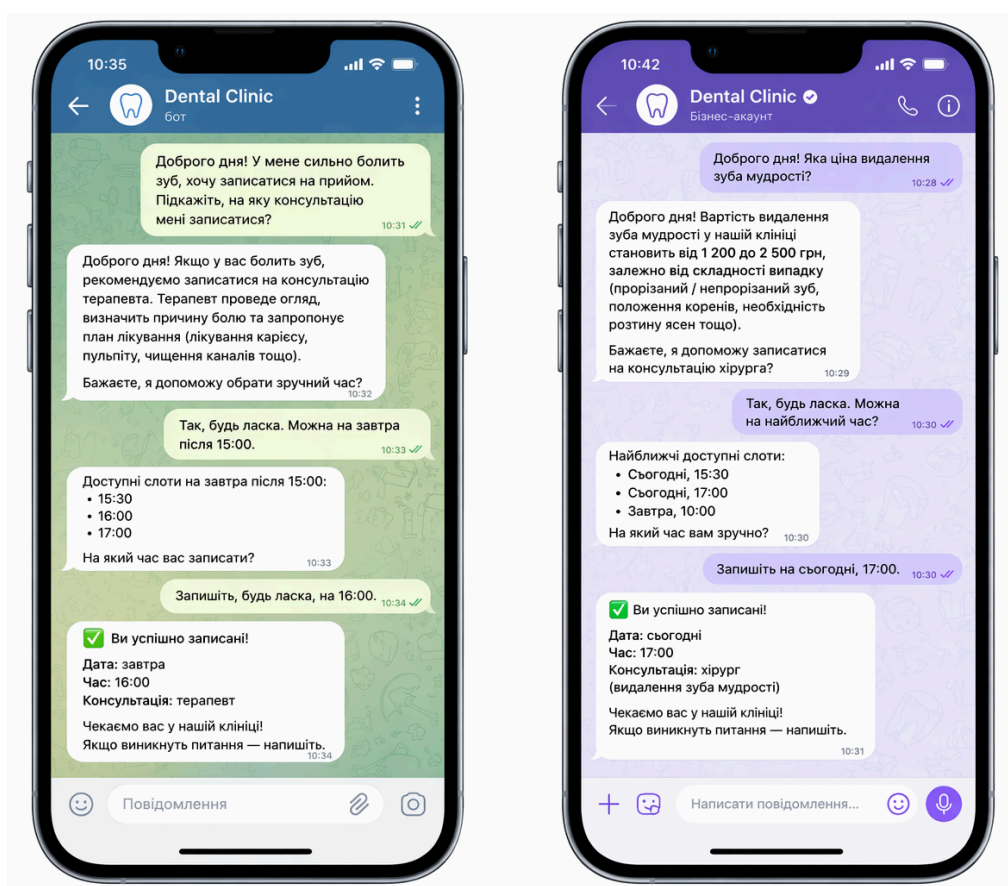 10:35
Dental Clinic
бот
Доброго дня! У мене сильно болить
зуб, хочу записатися на прийом.
Підкажіть, на яку консультацію
мені записатися?
10:31
Доброго дня! Якщо у вас болить зуб,
рекомендуємо записатися на консультацію
терапевта. Терапевт проведе огляд,
визначить причину болю та запропонує
план лікування (лікування карієсу,
пульпіту, чищення каналів тощо).
Бажаєте, я допоможу обрати зручний час?
10:32
Так, будь ласка. Можна на завтра
після 15:00.
10:33
Доступні слоти на завтра після 15:00:
• 15:30
• 16:00
• 17:00
На який час вас записати?
10:33
Запишіть, будь ласка, на 16:00.
10:34
✅ Ви успішно записані!
Дата: завтра
Час: 16:00
Консультація: терапевт
Чекаємо вас у нашій клініці!
Якщо виникнуть питання — напишіть.
10:34
Повідомлення
10:42
Dental Clinic
Бізнес-акаунт
Доброго дня! Яка ціна видалення
зуба мудрості?
10:28
Доброго дня! Вартість видалення
зуба мудрості у нашій клініці
становить від 1 200 до 2 500 грн,
залежно від складності випадку
(прорізаний / непрорізаний зуб,
положення коренів, необхідність
розтину ясен тощо).
Бажаєте, я допоможу записатися
на консультацію хірурга?
10:29
Так, будь ласка. Можна
на найближчий час?
10:30
Найближчі доступні слоти:
• Сьогодні, 15:30
• Сьогодні, 17:00
• Завтра, 10:00
На який час вам зручно?
10:30
Запишіть на сьогодні, 17:00.
10:30
✅ Ви успішно записані!
Дата: сьогодні
Час: 17:00
Консультація: хірург
(видалення зуба мудрості)
Чекаємо вас у нашій клініці!
Якщо виникнуть питання — напишіть.
10:31
Написати повідомлення...